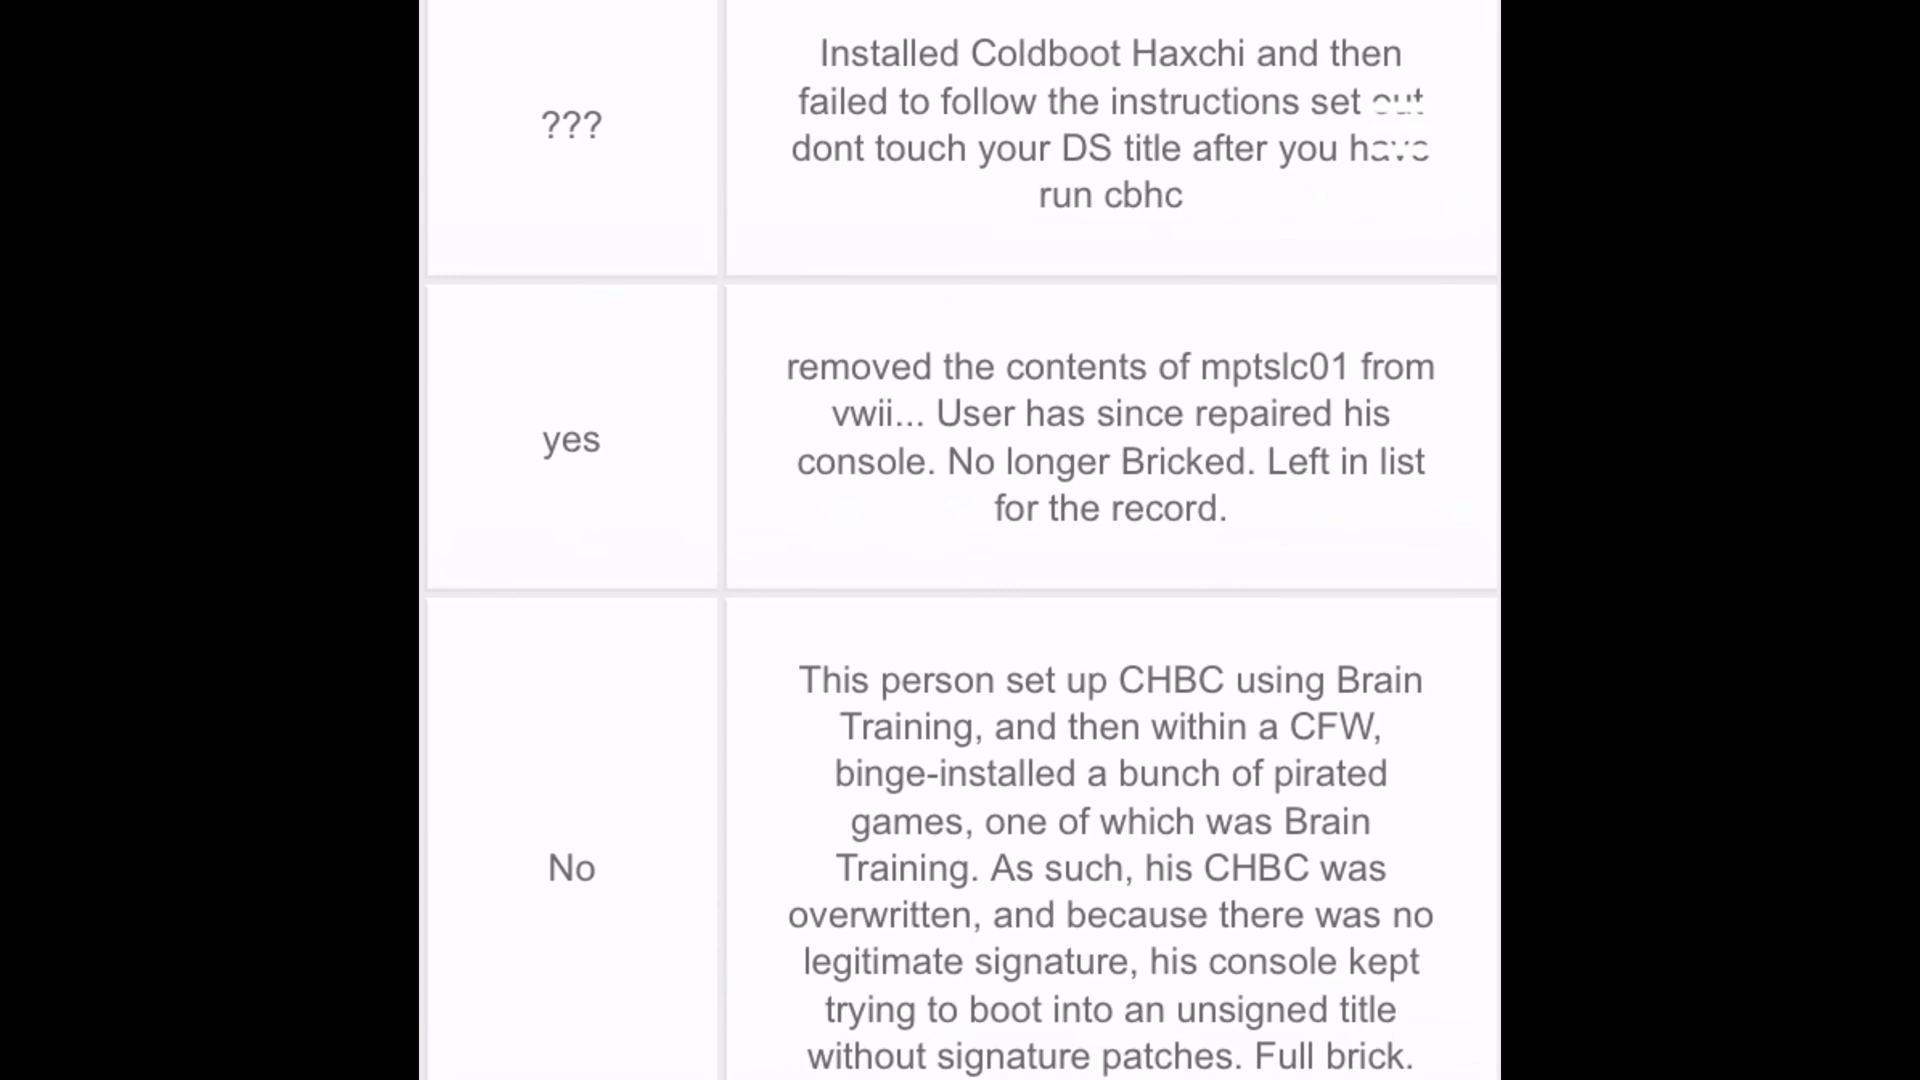 ???
Installed Coldboot Haxchi and then
failed to follow the instructions set out
dont touch your DS title after you have
run cbhc
yes
removed the contents of mptslc01 from
vwii... User has since repaired his
console. No longer Bricked. Left in list
for the record.
No
This person set up CHBC using Brain
Training, and then within a CFW,
binge-installed a bunch of pirated
games, one of which was Brain
Training. As such, his CHBC was
overwritten, and because there was no
legitimate signature, his console kept
trying to boot into an unsigned title
without signature patches. Full brick.